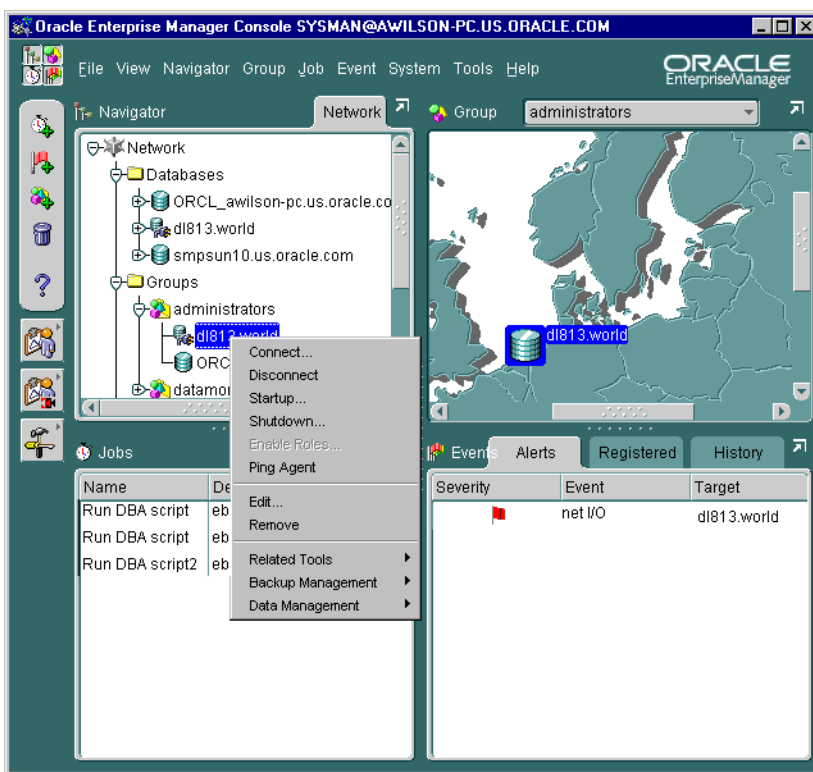 Oracle Enterprise Manager Console SYSMAN@AWILSON-PC.US.ORACLE.COM
File View Navigator Group Job Event System Tools Help
ORACLE
EnterpriseManager
Navigator
Network
Group
administrators
Network
Databases
ORCL_awilson-pc.us.oracle.co
dl813.world
smpsun10.us.oracle.com
Groups
administrators
dl813.world
ORC
datamo
dl813.world
Connect...
Disconnect
Startup...
Shutdown...
Enable Roles...
Ping Agent
Edit...
Remove
Related Tools
Backup Management
Data Management
Jobs
Name De
Run DBA script eb
Run DBA script eb
Run DBA script2 eb
Events Alerts Registered History
Severity Event Target
net I/O dl813.world
?